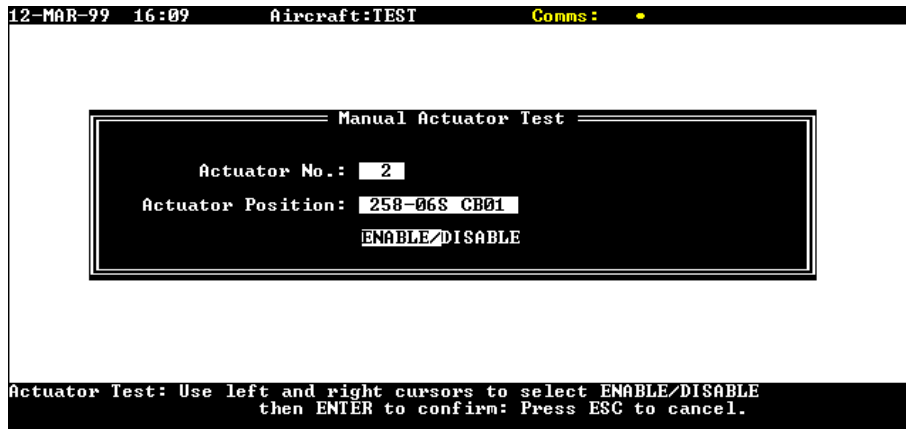 12-MAR-99 16:09 Aircraft:TEST Comms:
Manual Actuator Test
Actuator No.: 2
Actuator Position: 258-06S CB01
ENABLE/DISABLE
Actuator Test: Use left and right cursors to select ENABLE/DISABLE
then ENTER to confirm: Press ESC to cancel.